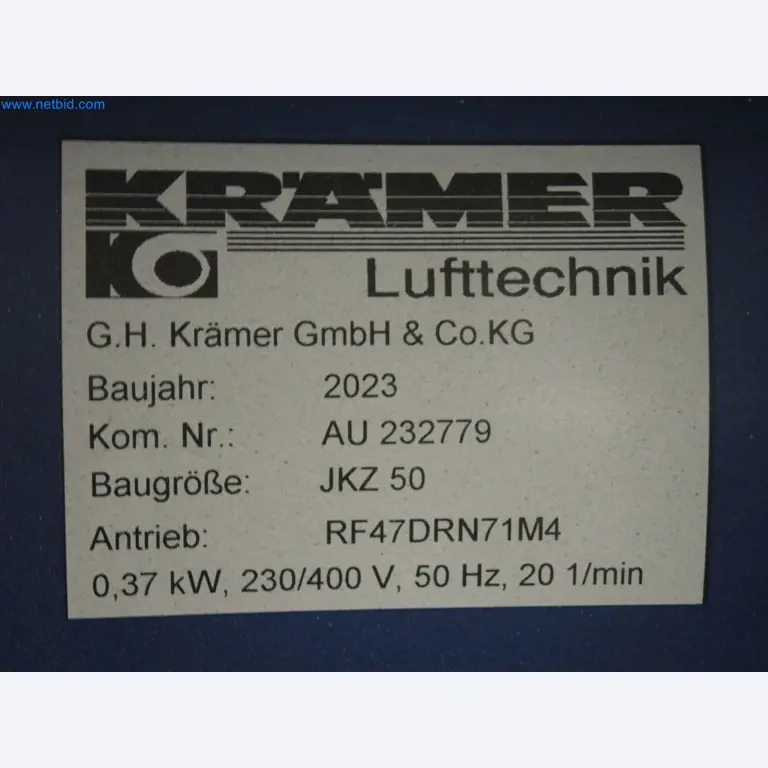 www.netbid.com
KRÄMER
Lufttechnik
G.H. Krämer GmbH & Co.KG
Baujahr: 2023
Kom. Nr.: AU 232779
Baugröße: JKZ 50
Antrieb: RF47DRN71M4
0,37 kW, 230/400 V, 50 Hz, 20 1/min